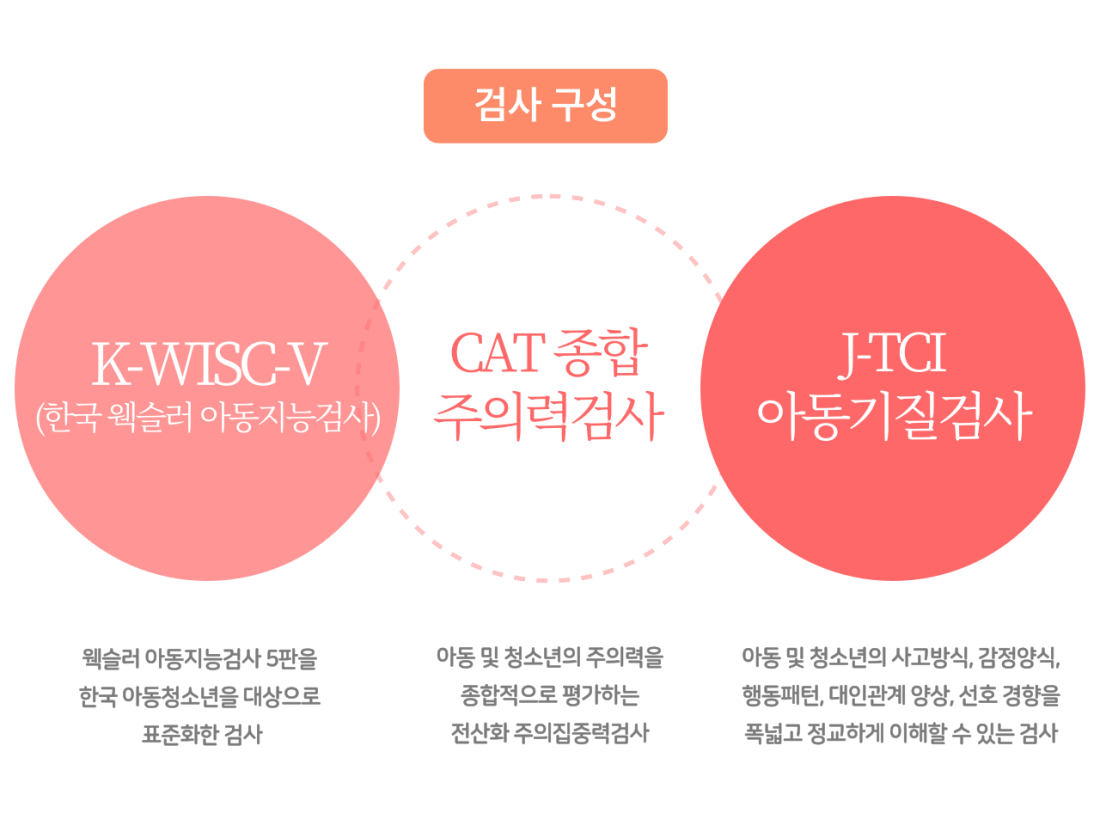 검사 구성
K-WISC-V
(한국 웩슬러 아동지능검사)
CAT 종합
주의력검사
J-TCI
아동기질검사
웩슬러 아동지능검사 5판을
한국 아동청소년을 대상으로
표준화한 검사
아동 및 청소년의 주의력을
종합적으로 평가하는
전산화 주의집중력검사
아동 및 청소년의 사고방식, 감정양식,
행동패턴, 대인관계 양상, 선호 경향을
폭넓고 정교하게 이해할 수 있는 검사